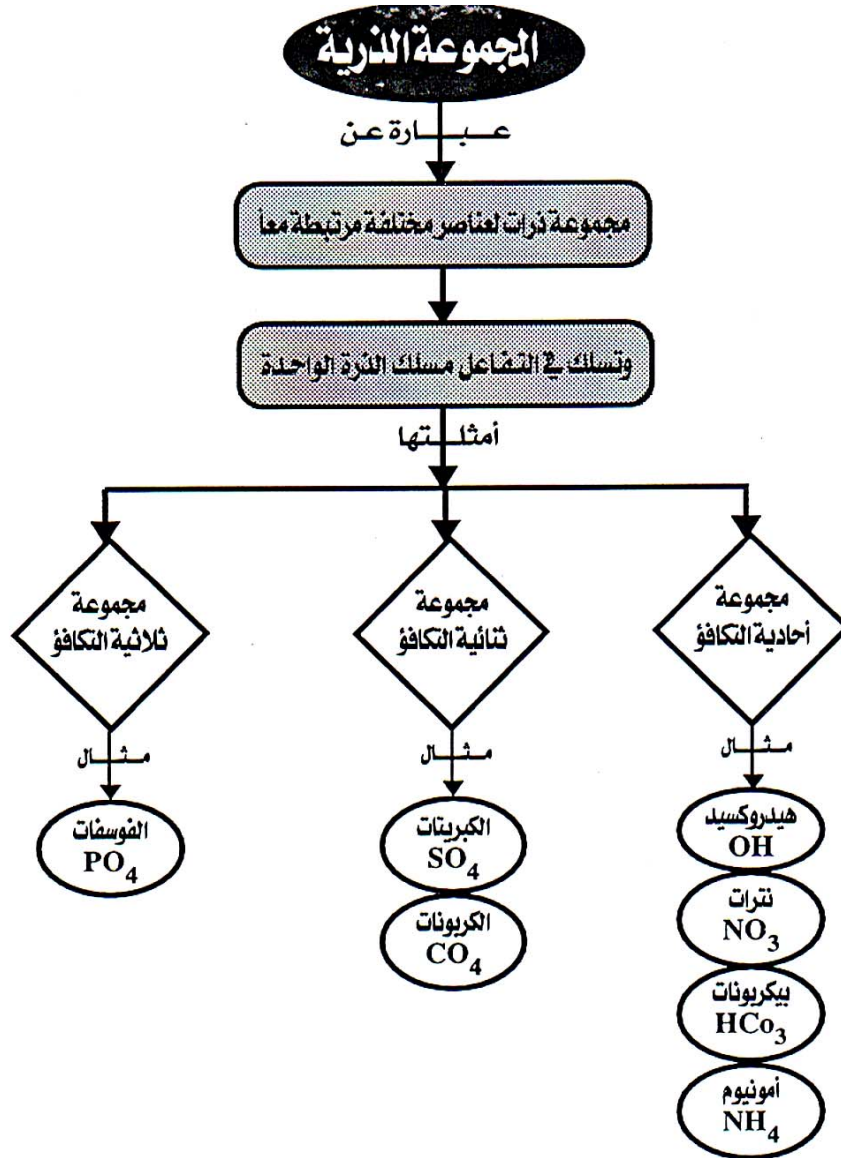 المجموعة الذرية
عبارة عن
مجموعة ذرات لعناصر مختلفة مرتبطة معاً
وتسلك في التفاعل مسلك الذرة الواحدة
أمثلتها
مجموعة
أحادية التكافؤ
مثال
هيدروكسيد
OH
نترات
NO₃
بيكربونات
HCo₃
أمونيوم
NH₄
مجموعة
ثنائية التكافؤ
مثال
الكبريتات
SO₄
الكربونات
CO₄
مجموعة
ثلاثية التكافؤ
مثال
الفوسفات
PO₄